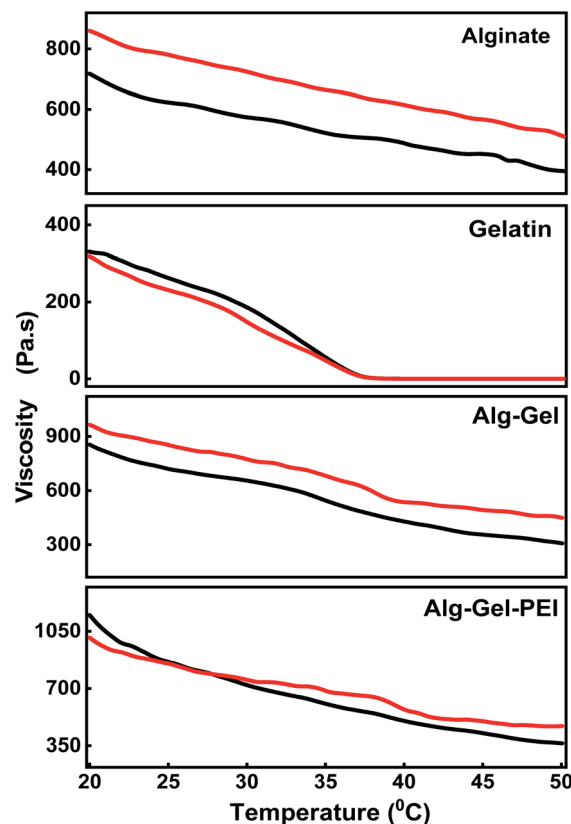 Alginate
800
600
400
Gelatin
400
200
0
Viscosity (Pa.s)
Alg-Gel
900
600
300
Alg-Gel-PEI
1050
700
350
20 25 30 35 40 45 50
Temperature (⁰C)